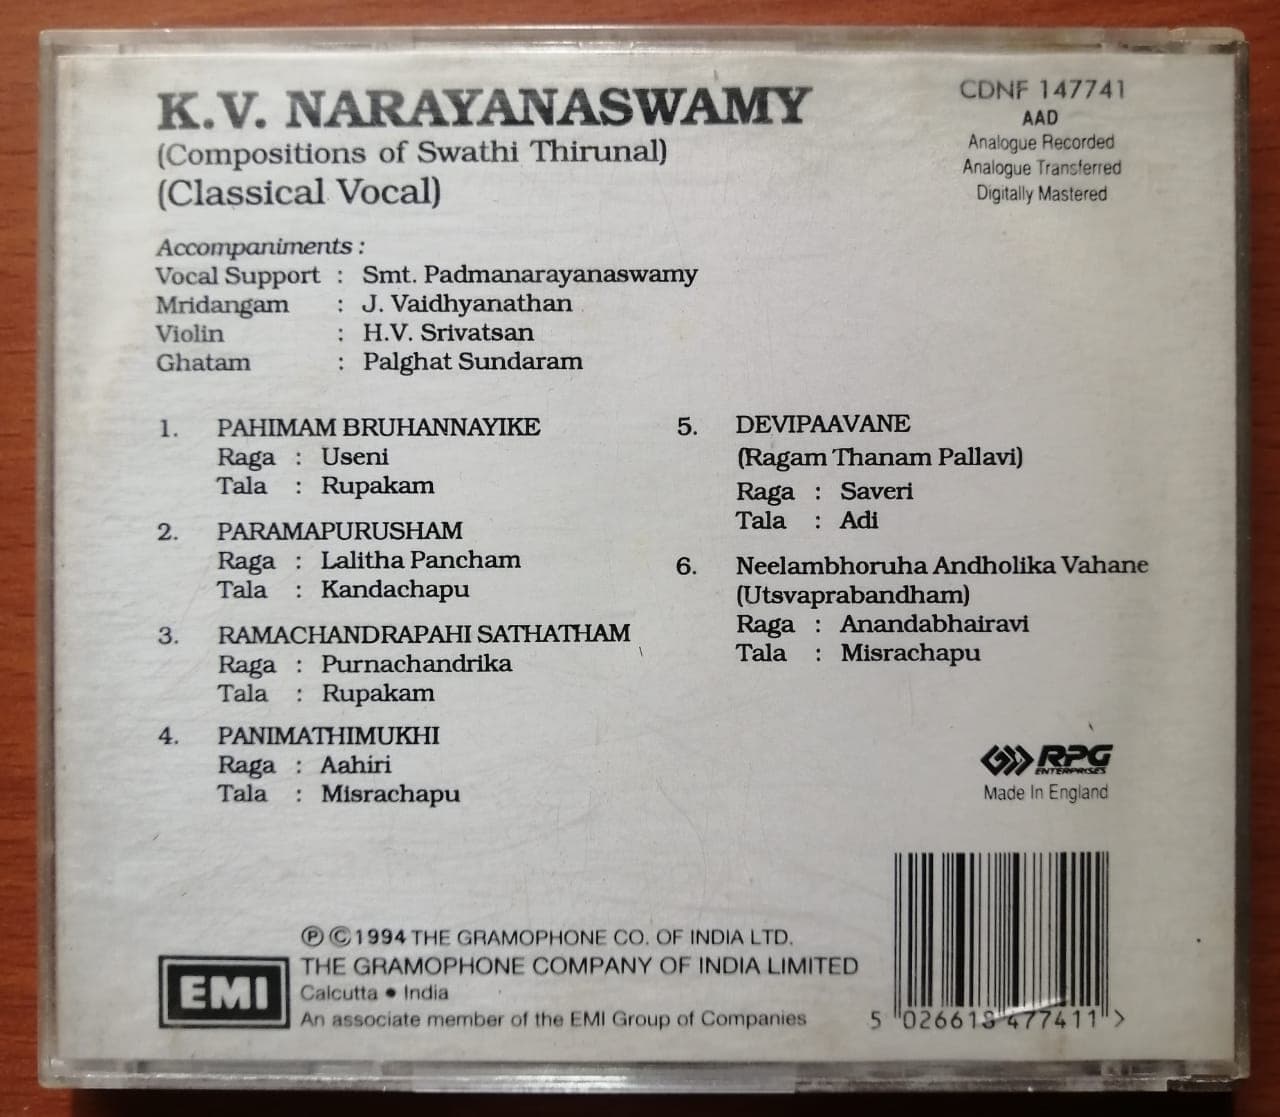 K.V. NARAYANASWAMY
(Compositions of Swathi Thirunal)
(Classical Vocal)
CDNF 147741
AAD
Analogue Recorded
Analogue Transferred
Digitally Mastered
Accompaniments :
Vocal Support : Smt. Padmanarayanaswamy
Mridangam : J. Vaidhyanathan
Violin : H.V. Srivatsan
Ghatam : Palghat Sundaram
1. PAHIMAM BRUHANNAYIKE
Raga : Useni
Tala : Rupakam
2. PARAMAPURUSHAM
Raga : Lalitha Pancham
Tala : Kandachapu
3. RAMACHANDRAPAHI SATHATHAM
Raga : Purnachandrika
Tala : Rupakam
4. PANIMATHIMUKHI
Raga : Aahiri
Tala : Misrachapu
5. DEVIPAAVANE
(Ragam Thanam Pallavi)
Raga : Saveri
Tala : Adi
6. Neelambhoruha Andholika Vahane
(Utsvaprabandham)
Raga : Anandabhairavi
Tala : Misrachapu
RPG
ENTERPRISES
Made In England
℗ © 1994 THE GRAMOPHONE CO. OF INDIA LTD.
EMI
THE GRAMOPHONE COMPANY OF INDIA LIMITED
Calcutta • India
An associate member of the EMI Group of Companies
5 026618 477411 >